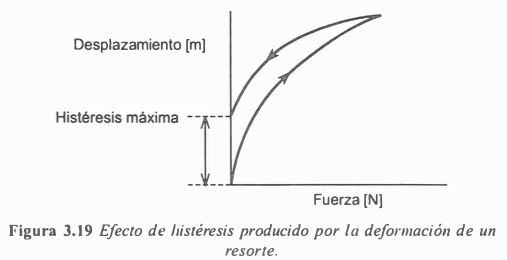 Desplazamiento [m]
Histéresis máxima
Fuerza [N]
Figura 3.19 Efecto de histéresis producido por la deformación de un
resorte.